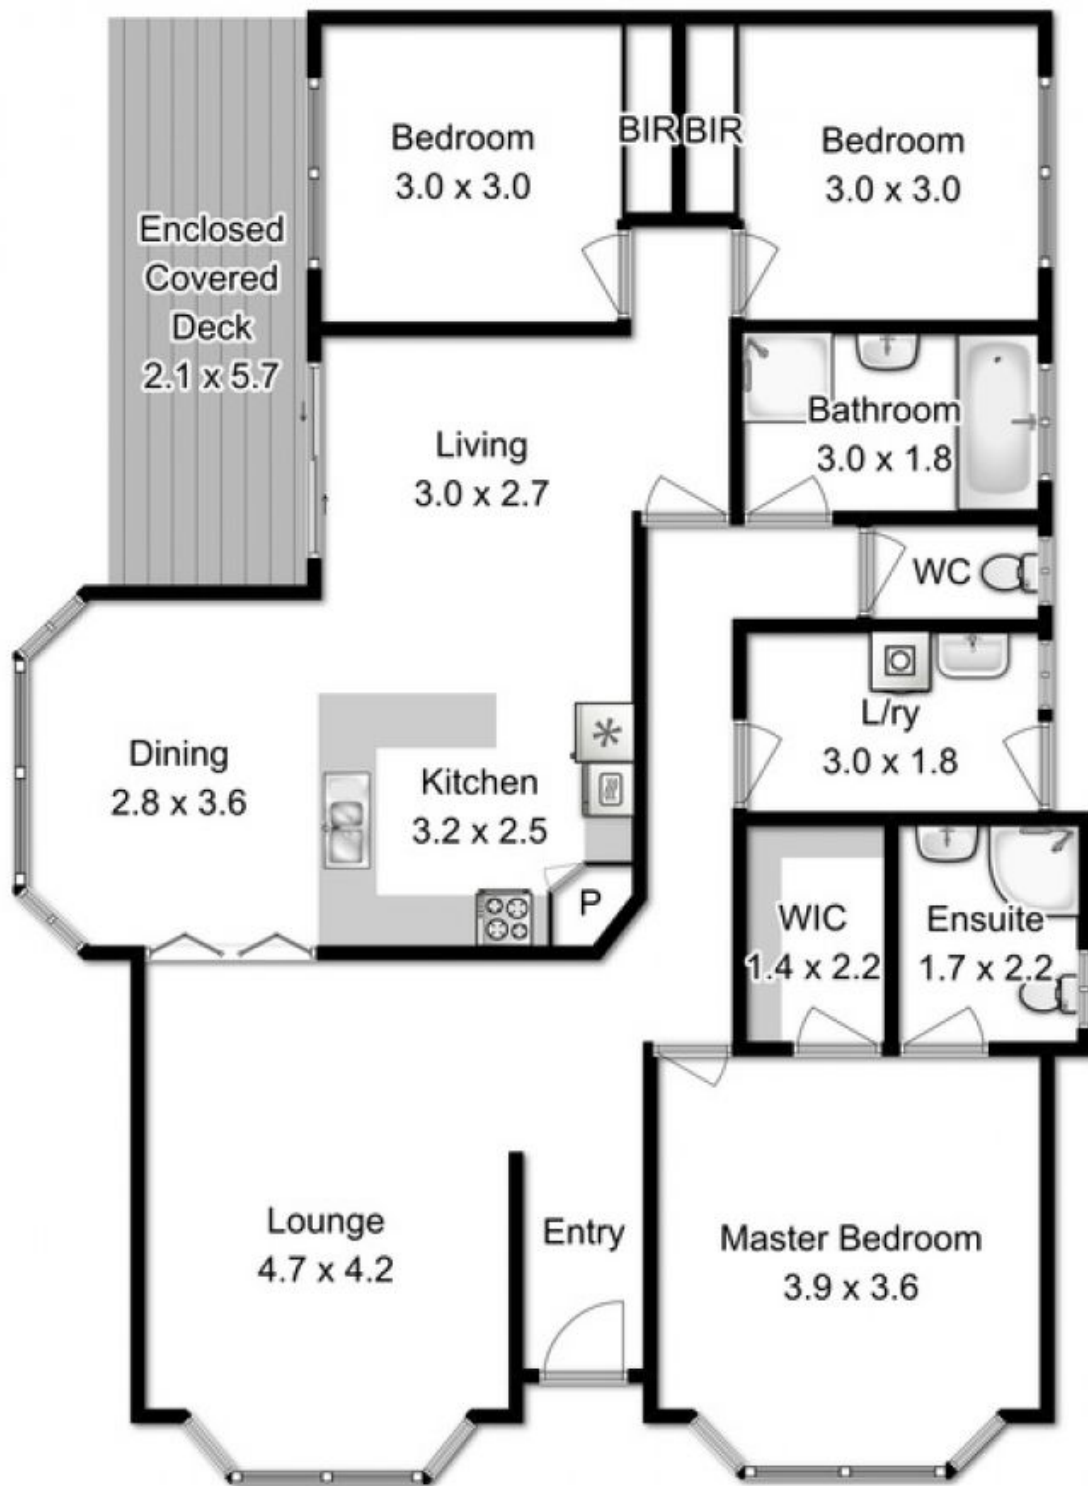 Bedroom
3.0 x 3.0
BIR
BIR
Bedroom
3.0 x 3.0
Enclosed
Covered
Deck
2.1 x 5.7
Living
3.0 x 2.7
Bathroom
3.0 x 1.8
WC
L/ry
3.0 x 1.8
Dining
2.8 x 3.6
Kitchen
3.2 x 2.5
P
WIC
1.4 x 2.2
Ensuite
1.7 x 2.2
Lounge
4.7 x 4.2
Entry
Master Bedroom
3.9 x 3.6